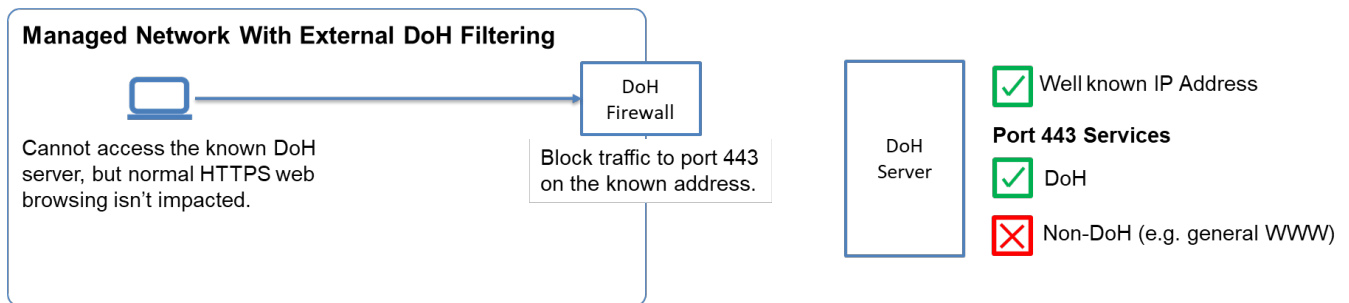 Managed Network With External DoH Filtering
DoH
Firewall
Cannot access the known DoH
server, but normal HTTPS web
browsing isn't impacted.
Block traffic to port 443
on the known address.
DoH
Server
Well known IP Address
Port 443 Services
DoH
Non-DoH (e.g. general WWW)